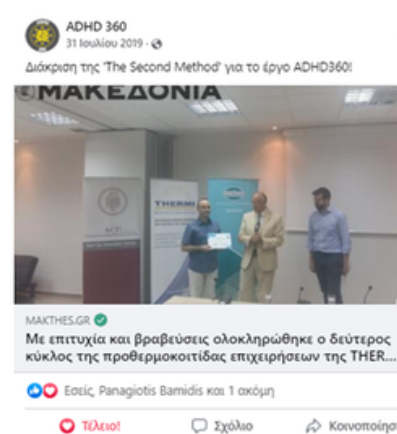 ADHD 360
31 Ιουλίου 2019 ·
Διάκριση της 'The Second Method' για το έργο ADHD360!
ΜΑΚΕΔΟΝΙΑ
THERMI
MAKTHES.GR
Με επιτυχία και βραβεύσεις ολοκληρώθηκε ο δεύτερος
κύκλος της προθερμοκοιτίδας επιχειρήσεων της THER...
Εσείς, Panagiotis Bamidis και 1 ακόμη
Τέλειο! Σχόλιο Κοινοποίησ